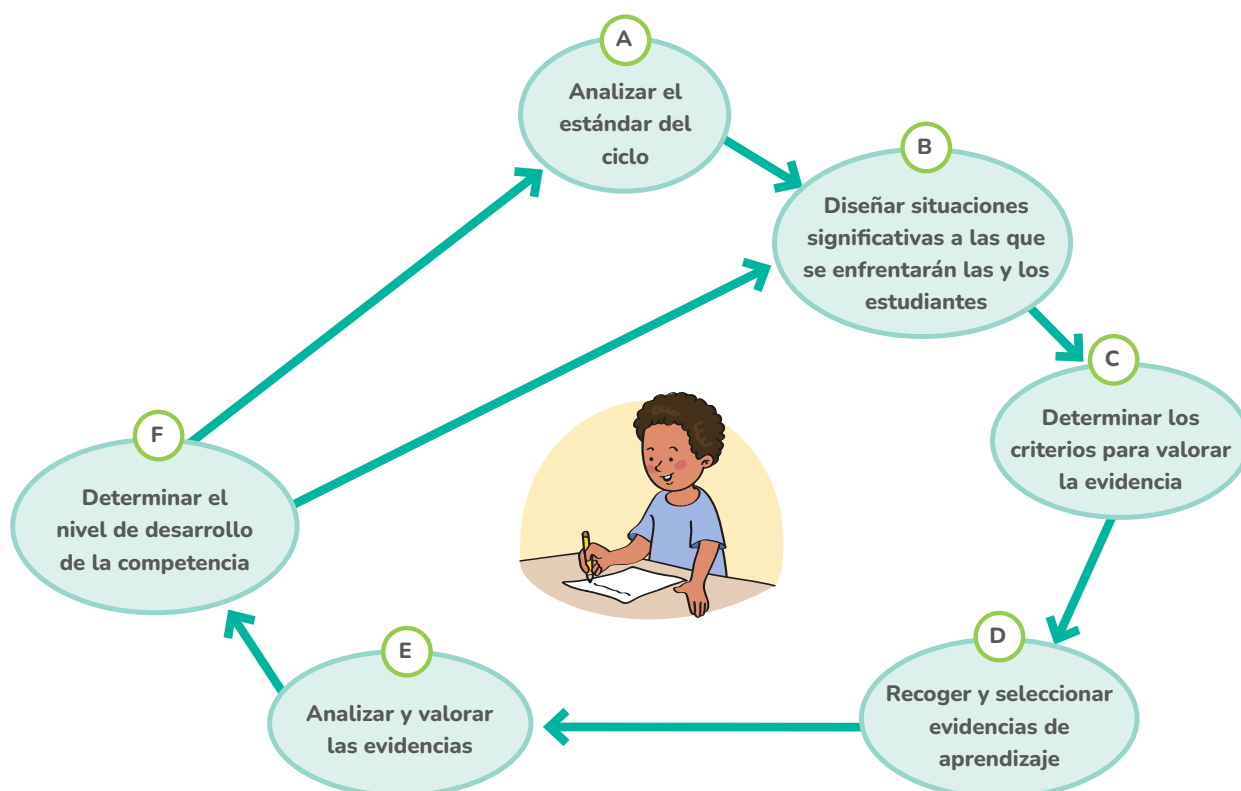 A
Analizar el
estándar del
ciclo
B
Diseñar situaciones
significativas a las que
se enfrentarán las y los
estudiantes
C
Determinar los
criterios para valorar
la evidencia
D
Recoger y seleccionar
evidencias de
aprendizaje
E
Analizar y valorar
las evidencias
F
Determinar el
nivel de desarrollo
de la competencia